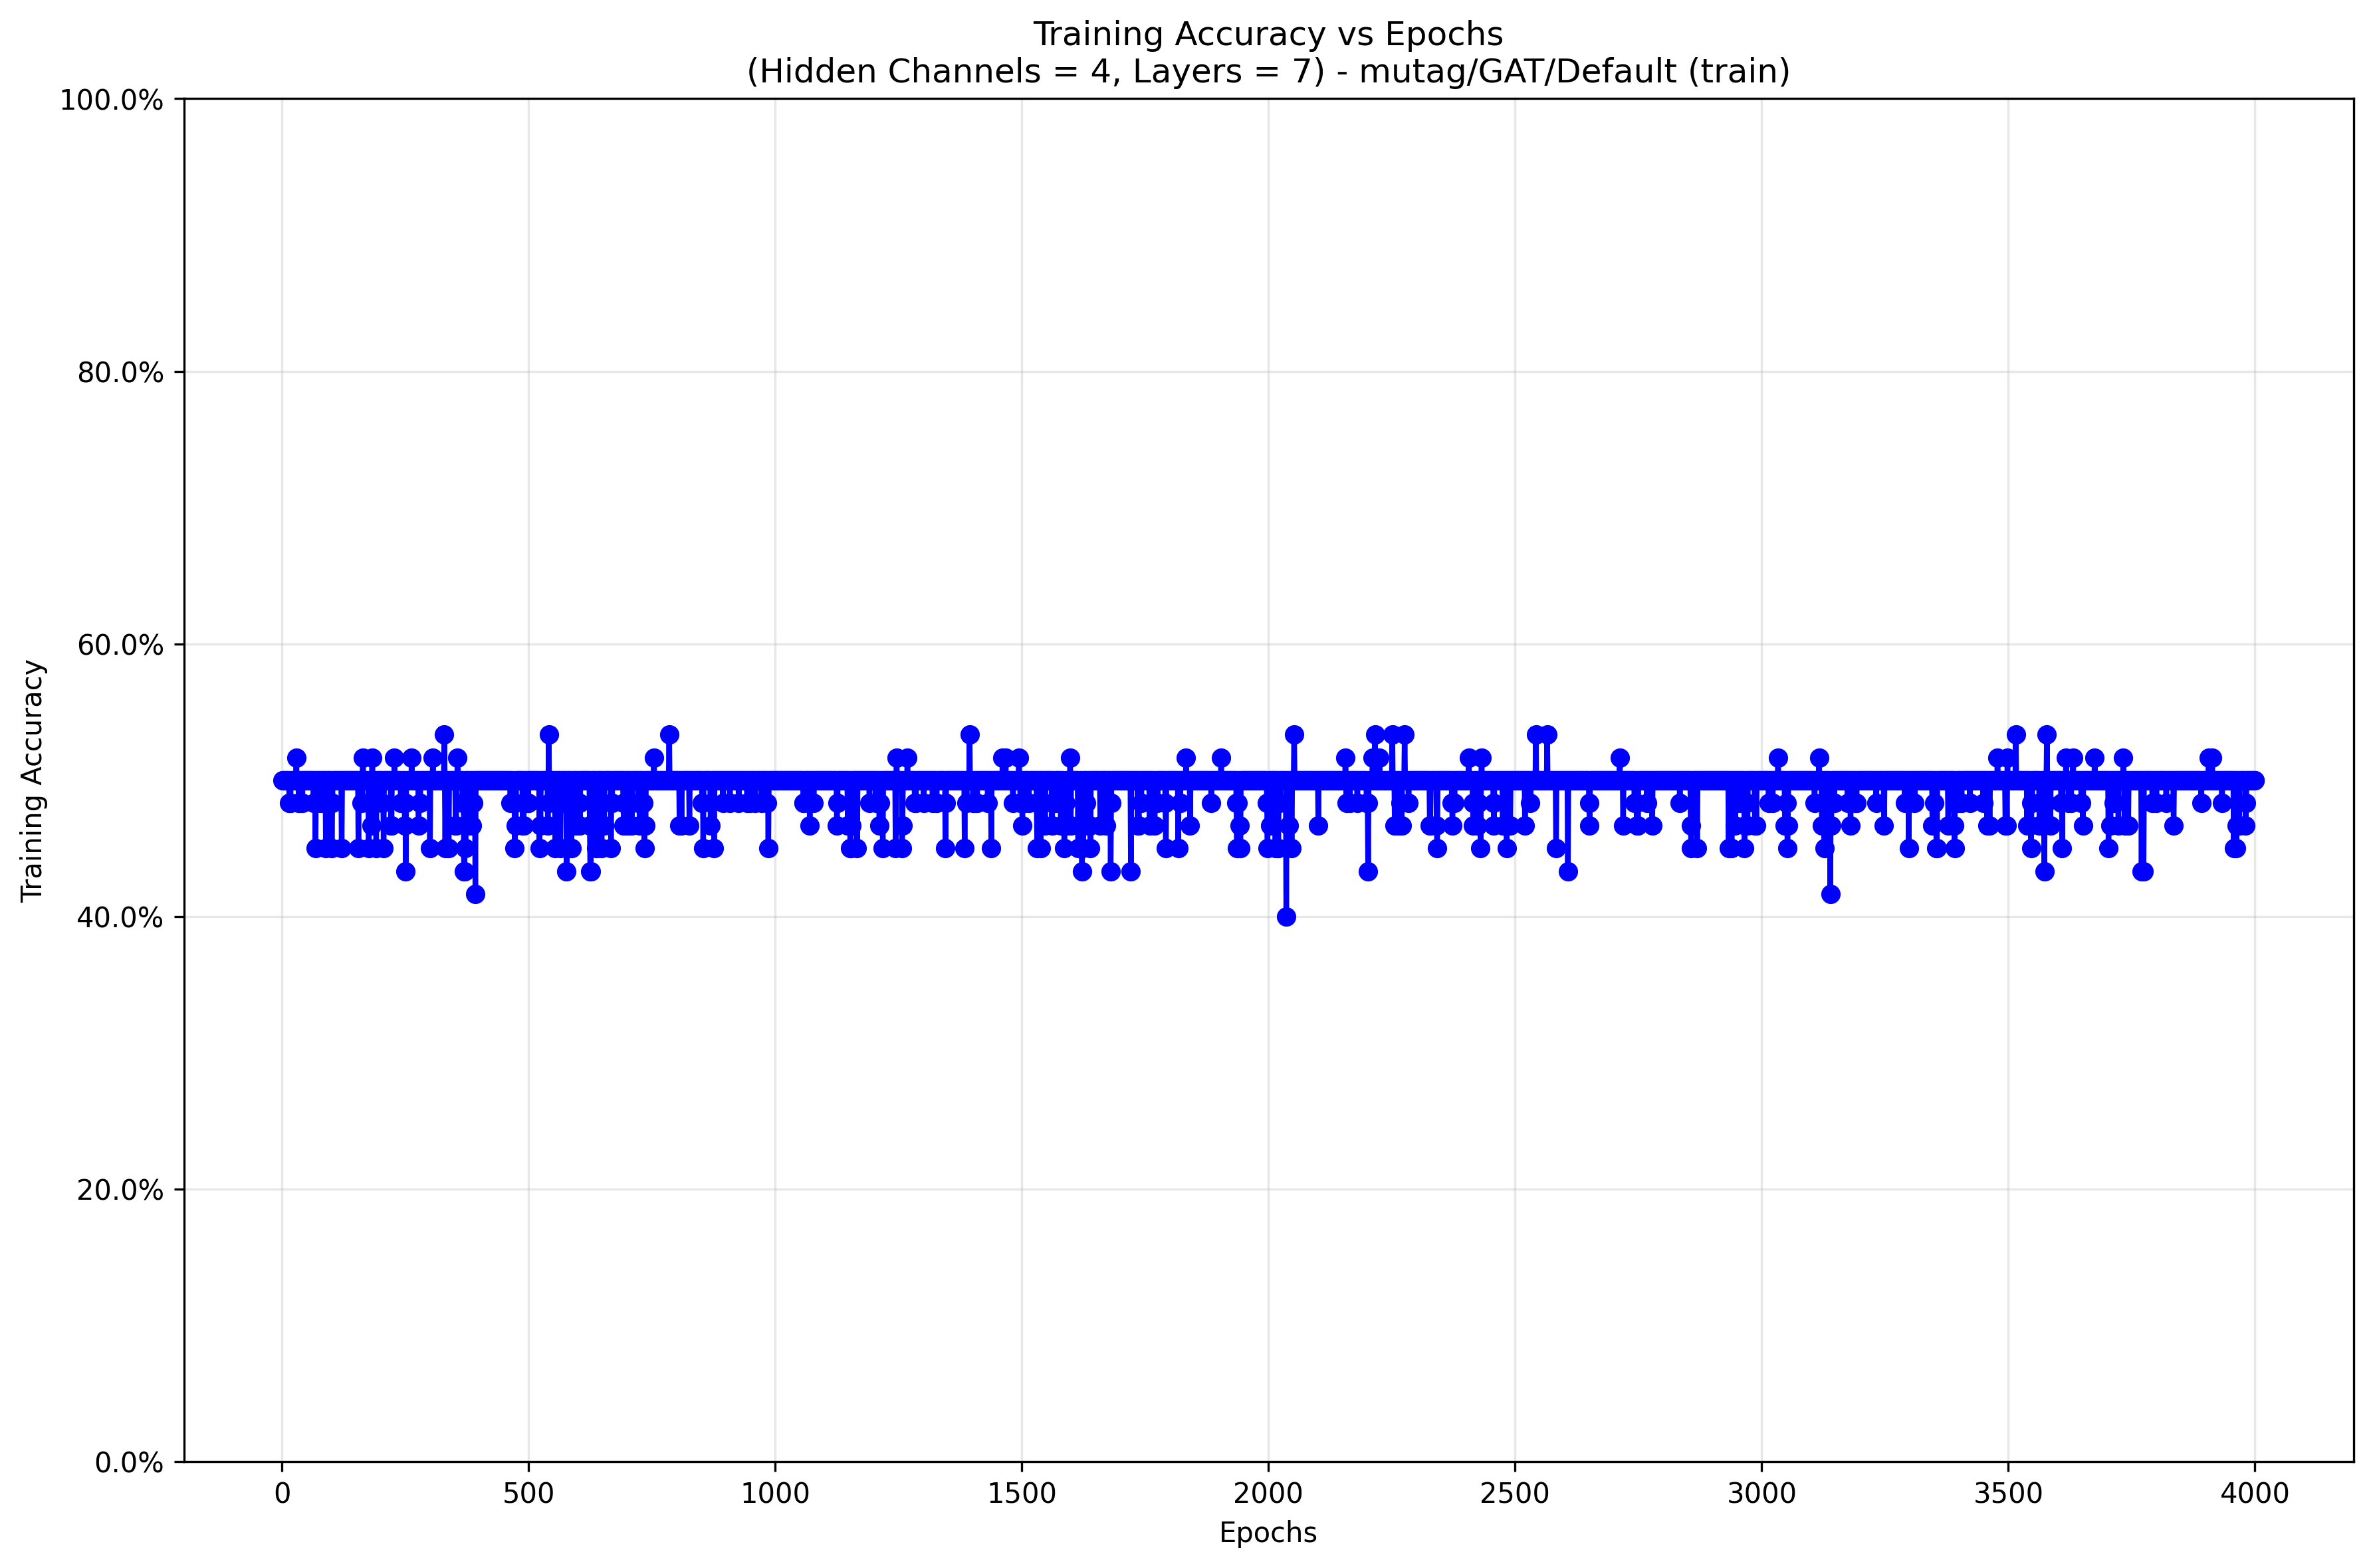 Training Accuracy vs Epochs
(Hidden Channels = 4, Layers = 7) - mutag/GAT/Default (train)
100.0%
80.0%
60.0%
40.0%
20.0%
0.0%
Training Accuracy
0 500 1000 1500 2000 2500 3000 3500 4000
Epochs